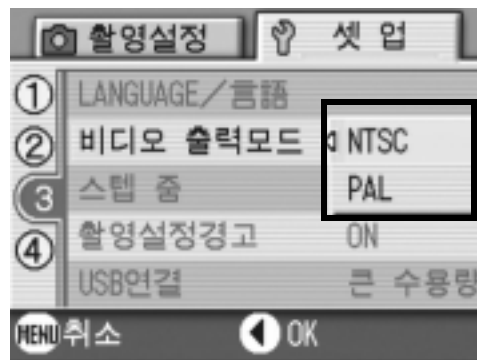 촬영설정 셋 업
1 LANGUAGE/言語
2 비디오 출력모드 NTSC
3 스텝 줌 PAL
4 촬영설정경고 ON
USB연결 큰 수용량
MENU 취소 OK